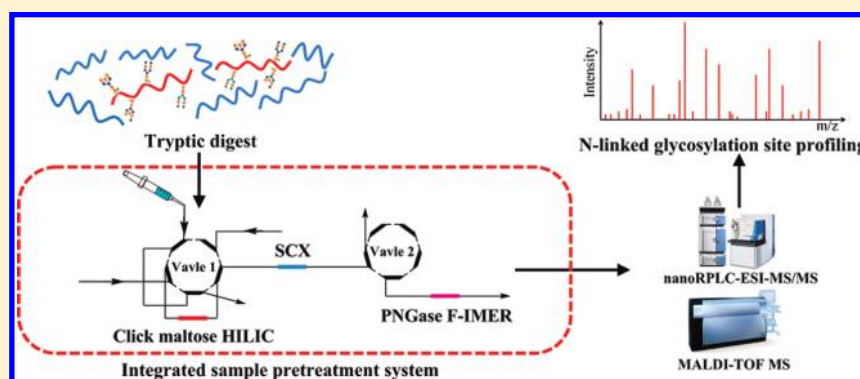 Tryptic digest
Intensity
m/z
N-linked glycosylation site profiling
Vavle 1
SCX
Vavle 2
Click maltose HILIC
PNGase F-IMER
Integrated sample pretreatment system
nanoRPLC-ESI-MS/MS
MALDI-TOF MS